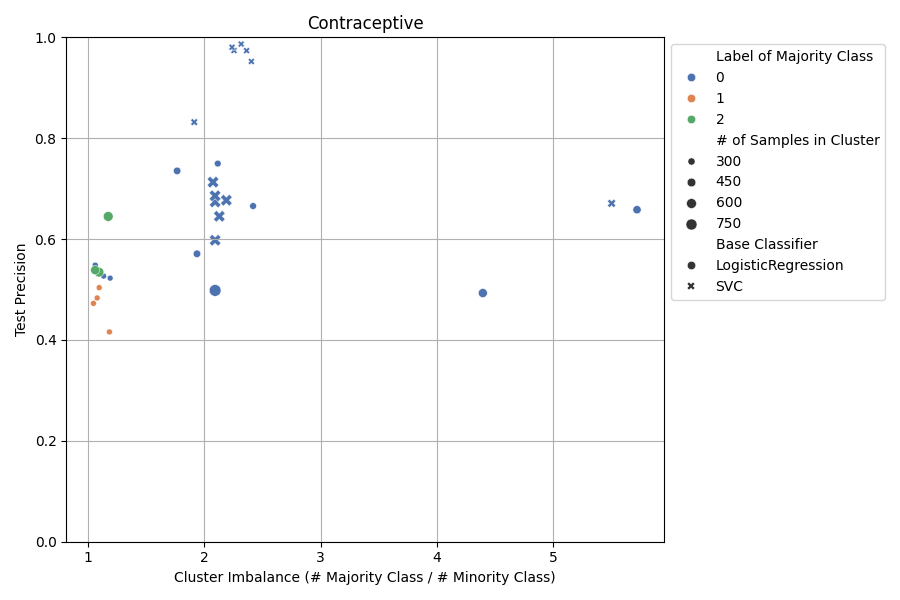 Contraceptive
1.0
0.8
0.6
0.4
0.2
0.0
Test Precision
1
2
3
4
5
Cluster Imbalance (# Majority Class / # Minority Class)
Label of Majority Class
0
1
2
# of Samples in Cluster
300
450
600
750
Base Classifier
LogisticRegression
SVC